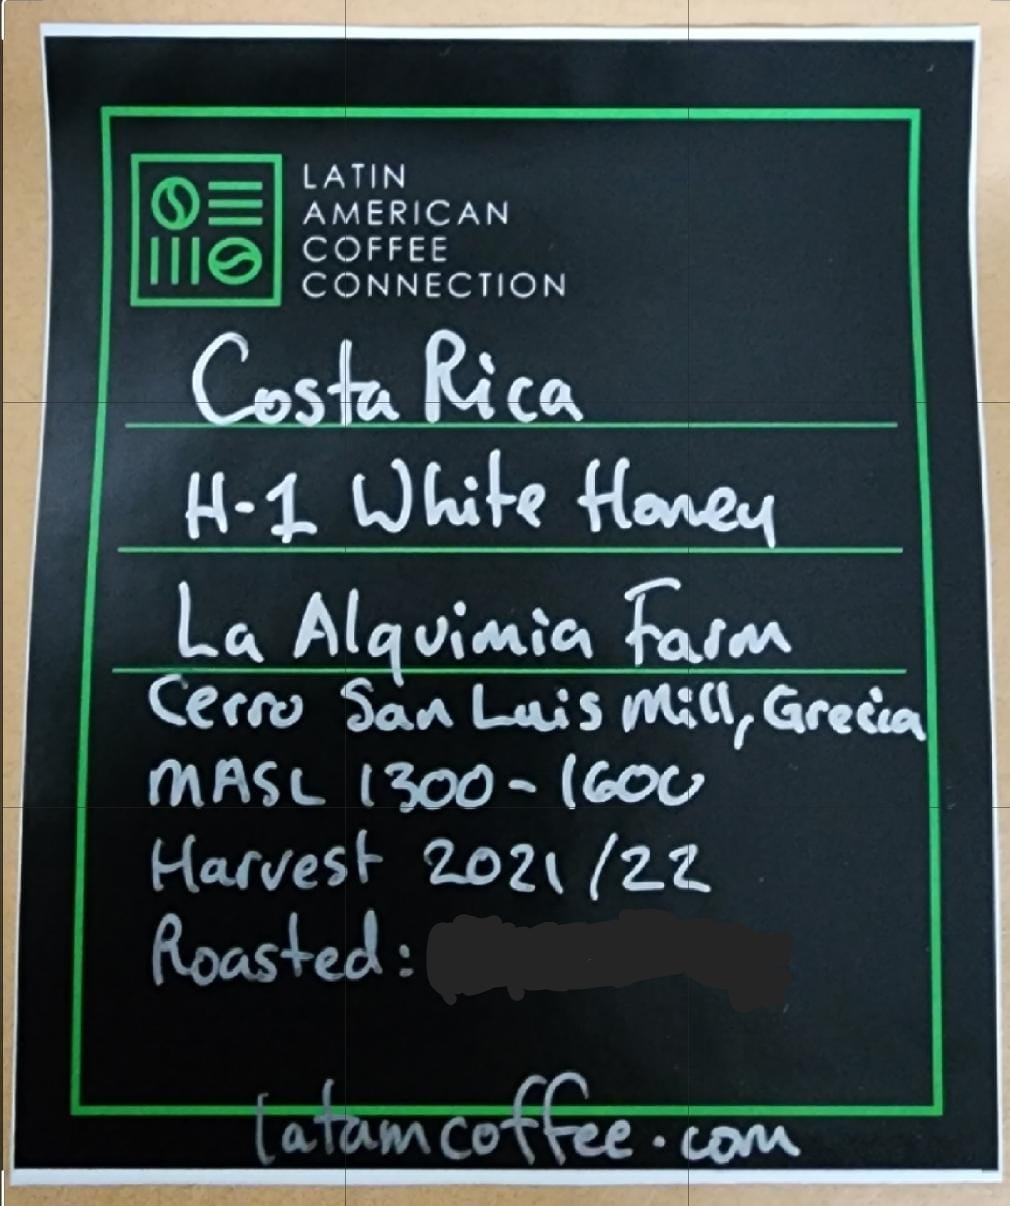 LATIN
AMERICAN
COFFEE
CONNECTION
Costa Rica
H-1 White Honey
La Alquimia Farm
Cerro San Luis Mill, Grecia
MASL 1300-1600
Harvest 2021/22
Roasted:
latamcoffee.com